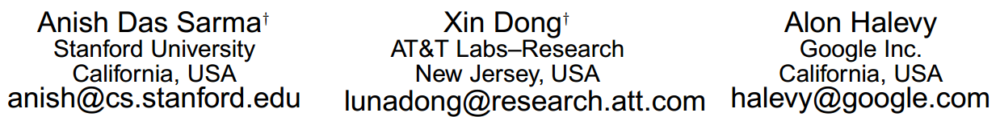 Anish Das Sarma†
Stanford University
California, USA
anish@cs.stanford.edu
Xin Dong†
AT&T Labs–Research
New Jersey, USA
lunadong@research.att.com
Alon Halevy
Google Inc.
California, USA
halevy@google.com